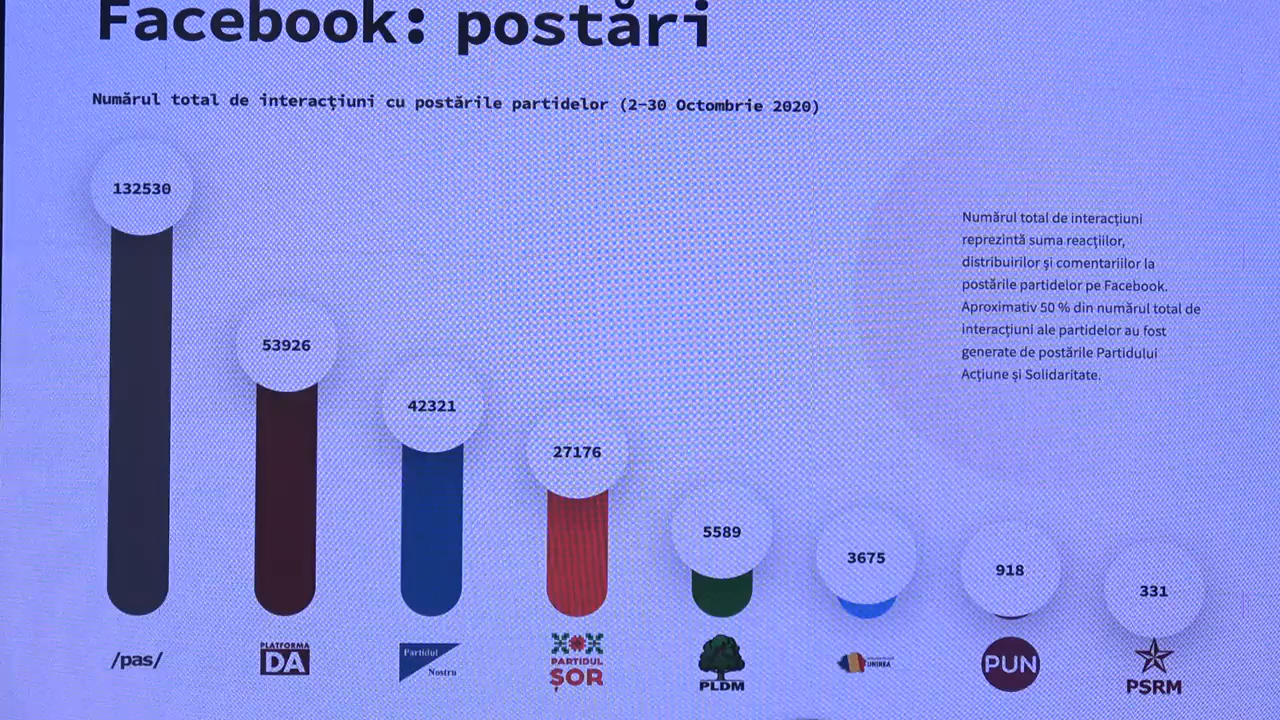 Facebook: postări
Numărul total de interacțiuni cu postările partidelor (2-30 Octombrie 2020)
132530
53926
42321
27176
5589
3675
918
331
Numărul total de interacțiuni
reprezintă suma reacțiilor,
distribuirilor și comentariilor la
postările partidelor pe Facebook.
Aproximativ 50 % din numărul total de
interacțiuni ale partidelor au fost
generate de postările Partidului
Acțiune și Solidaritate.
/pas/
PLATFORMA
DA
Partidul
Nostru
PARTIDUL
ȘOR
PLDM
UNIREA
PUN
PSRM